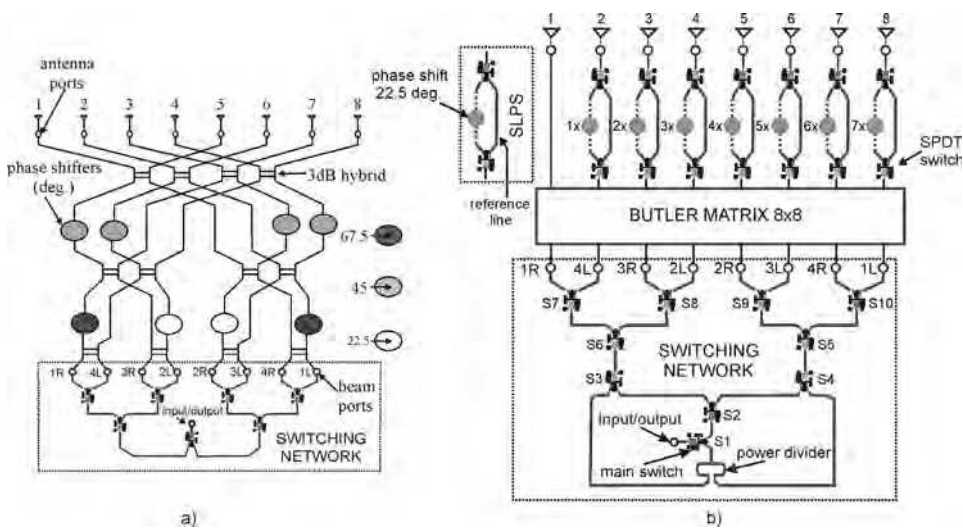 antenna
ports
1 2 3 4 5 6 7 8
phase shifters
(deg.)
3dB hybrid
67.5
45
22.5
1R 4L 3R 2L 2R 3L 4R 1L
beam
ports
input/output
SWITCHING
NETWORK
a)
1 2 3 4 5 6 7 8
phase shift
22.5 deg.
SLPS
reference
line
1x 2x 3x 4x 5x 6x 7x
SPDT
switch
BUTLER MATRIX 8x8
1R 4L 3R 2L 2R 3L 4R 1L
S7 S8 S9 S10
S6 S5
SWITCHING
NETWORK
S3 S4
S2
input/output
S1
main switch
power divider
b)